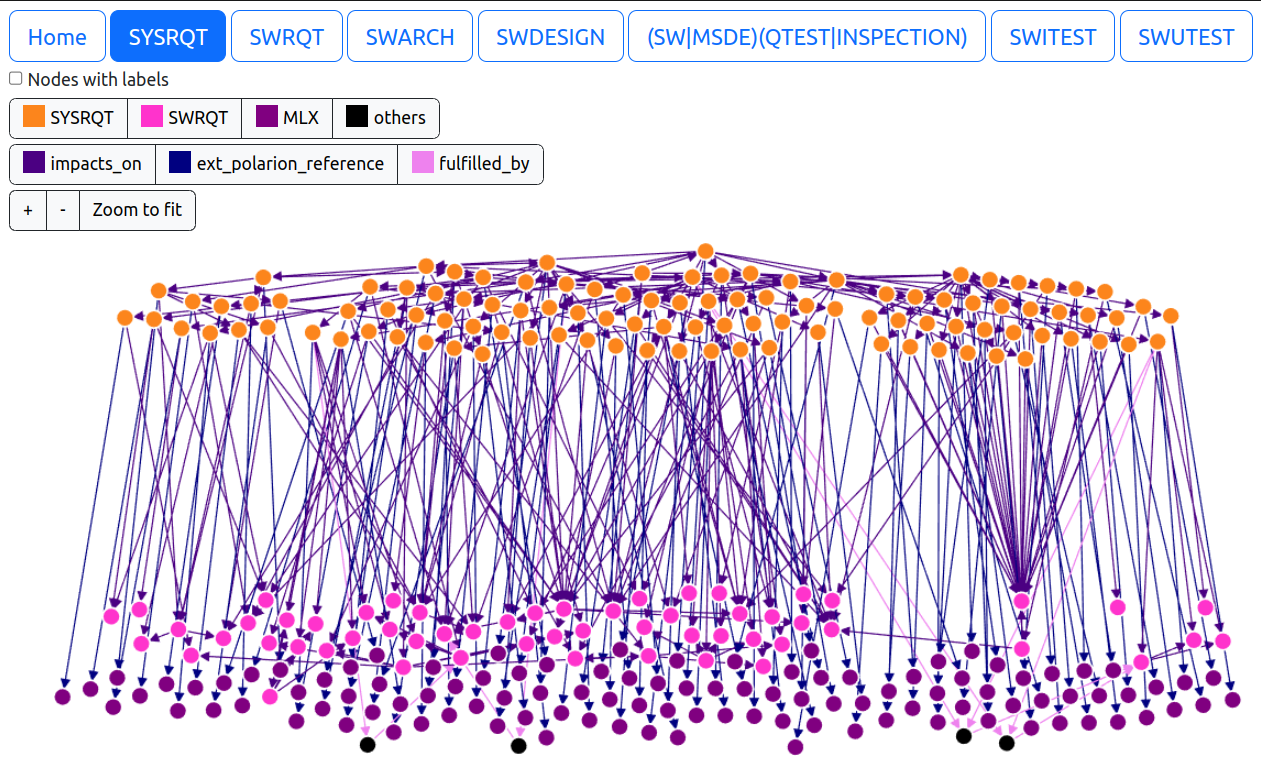 Home SYSRQT SWRQT SWARCH SWDESIGN (SW|MSDE)(QTEST|INSPECTION) SWITEST SWUTEST
Nodes with labels
SYSRQT SWRQT MLX others
impacts_on ext_polarion_reference fulfilled_by
+ - Zoom to fit